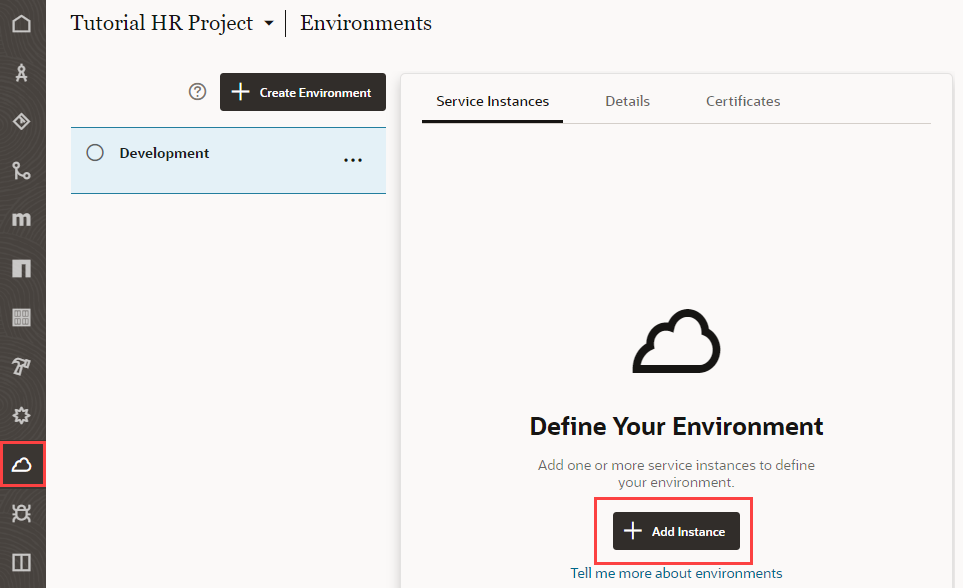 Tutorial HR Project Environments
? Create Environment
Service Instances Details Certificates
Development
Define Your Environment
Add one or more service instances to define
your environment.
Add Instance
Tell me more about environments
m